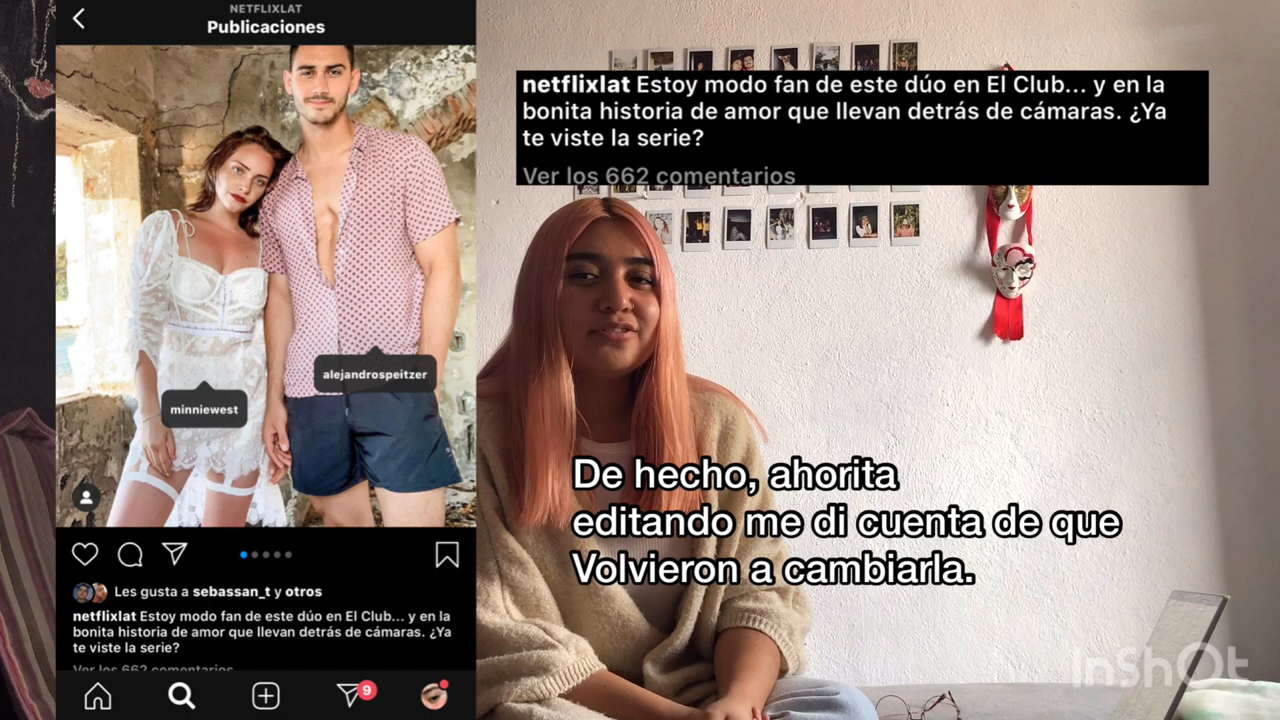 NETFLIXLAT
Publicaciones
minniewest
alejandrospeitzer
Les gusta a sebassan_t y otros
netflixlat Estoy modo fan de este dúo en El Club... y en la
bonita historia de amor que llevan detrás de cámaras. ¿Ya
te viste la serie?
Ver los 662 comentarios
9
netflixlat Estoy modo fan de este dúo en El Club... y en la
bonita historia de amor que llevan detrás de cámaras. ¿Ya
te viste la serie?
Ver los 662 comentarios
De hecho, ahorita
editando me di cuenta de que
Volvieron a cambiarla.
InShOt